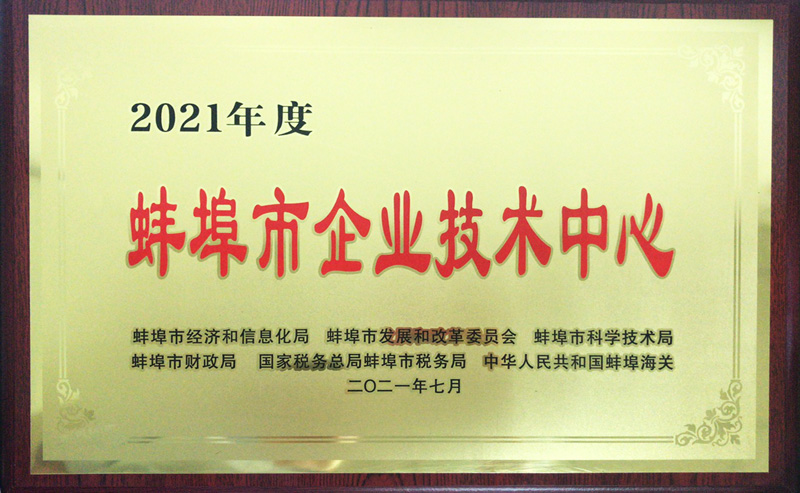 2021年度
蚌埠市企业技术中心
蚌埠市经济和信息化局 蚌埠市发展和改革委员会 蚌埠市科学技术局
蚌埠市财政局 国家税务总局蚌埠市税务局 中华人民共和国蚌埠海关
二〇二一年七月